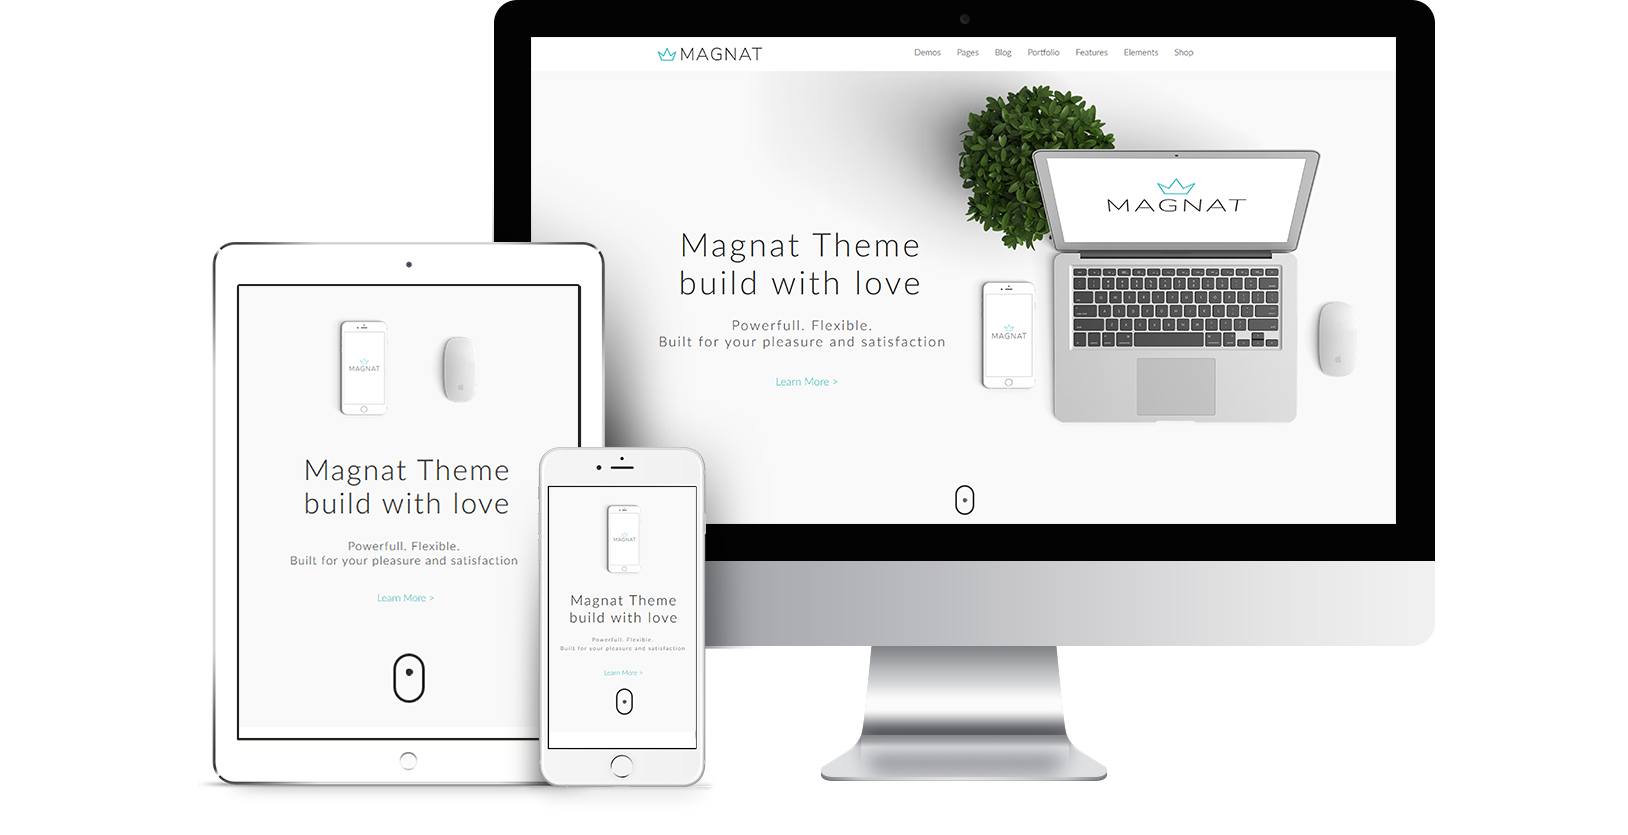 MAGNAT
Demos Pages Blog Portfolio Features Elements Shop
MAGNAT
Magnat Theme
build with love
Powerfull. Flexible.
Built for your pleasure and satisfaction
Learn More >
MAGNAT
MAGNAT
Magnat Theme
build with love
Powerfull. Flexible.
Built for your pleasure and satisfaction
Learn More >
MAGNAT
Magnat Theme
build with love
Powerfull. Flexible.
Built for your pleasure and satisfaction
Learn More >